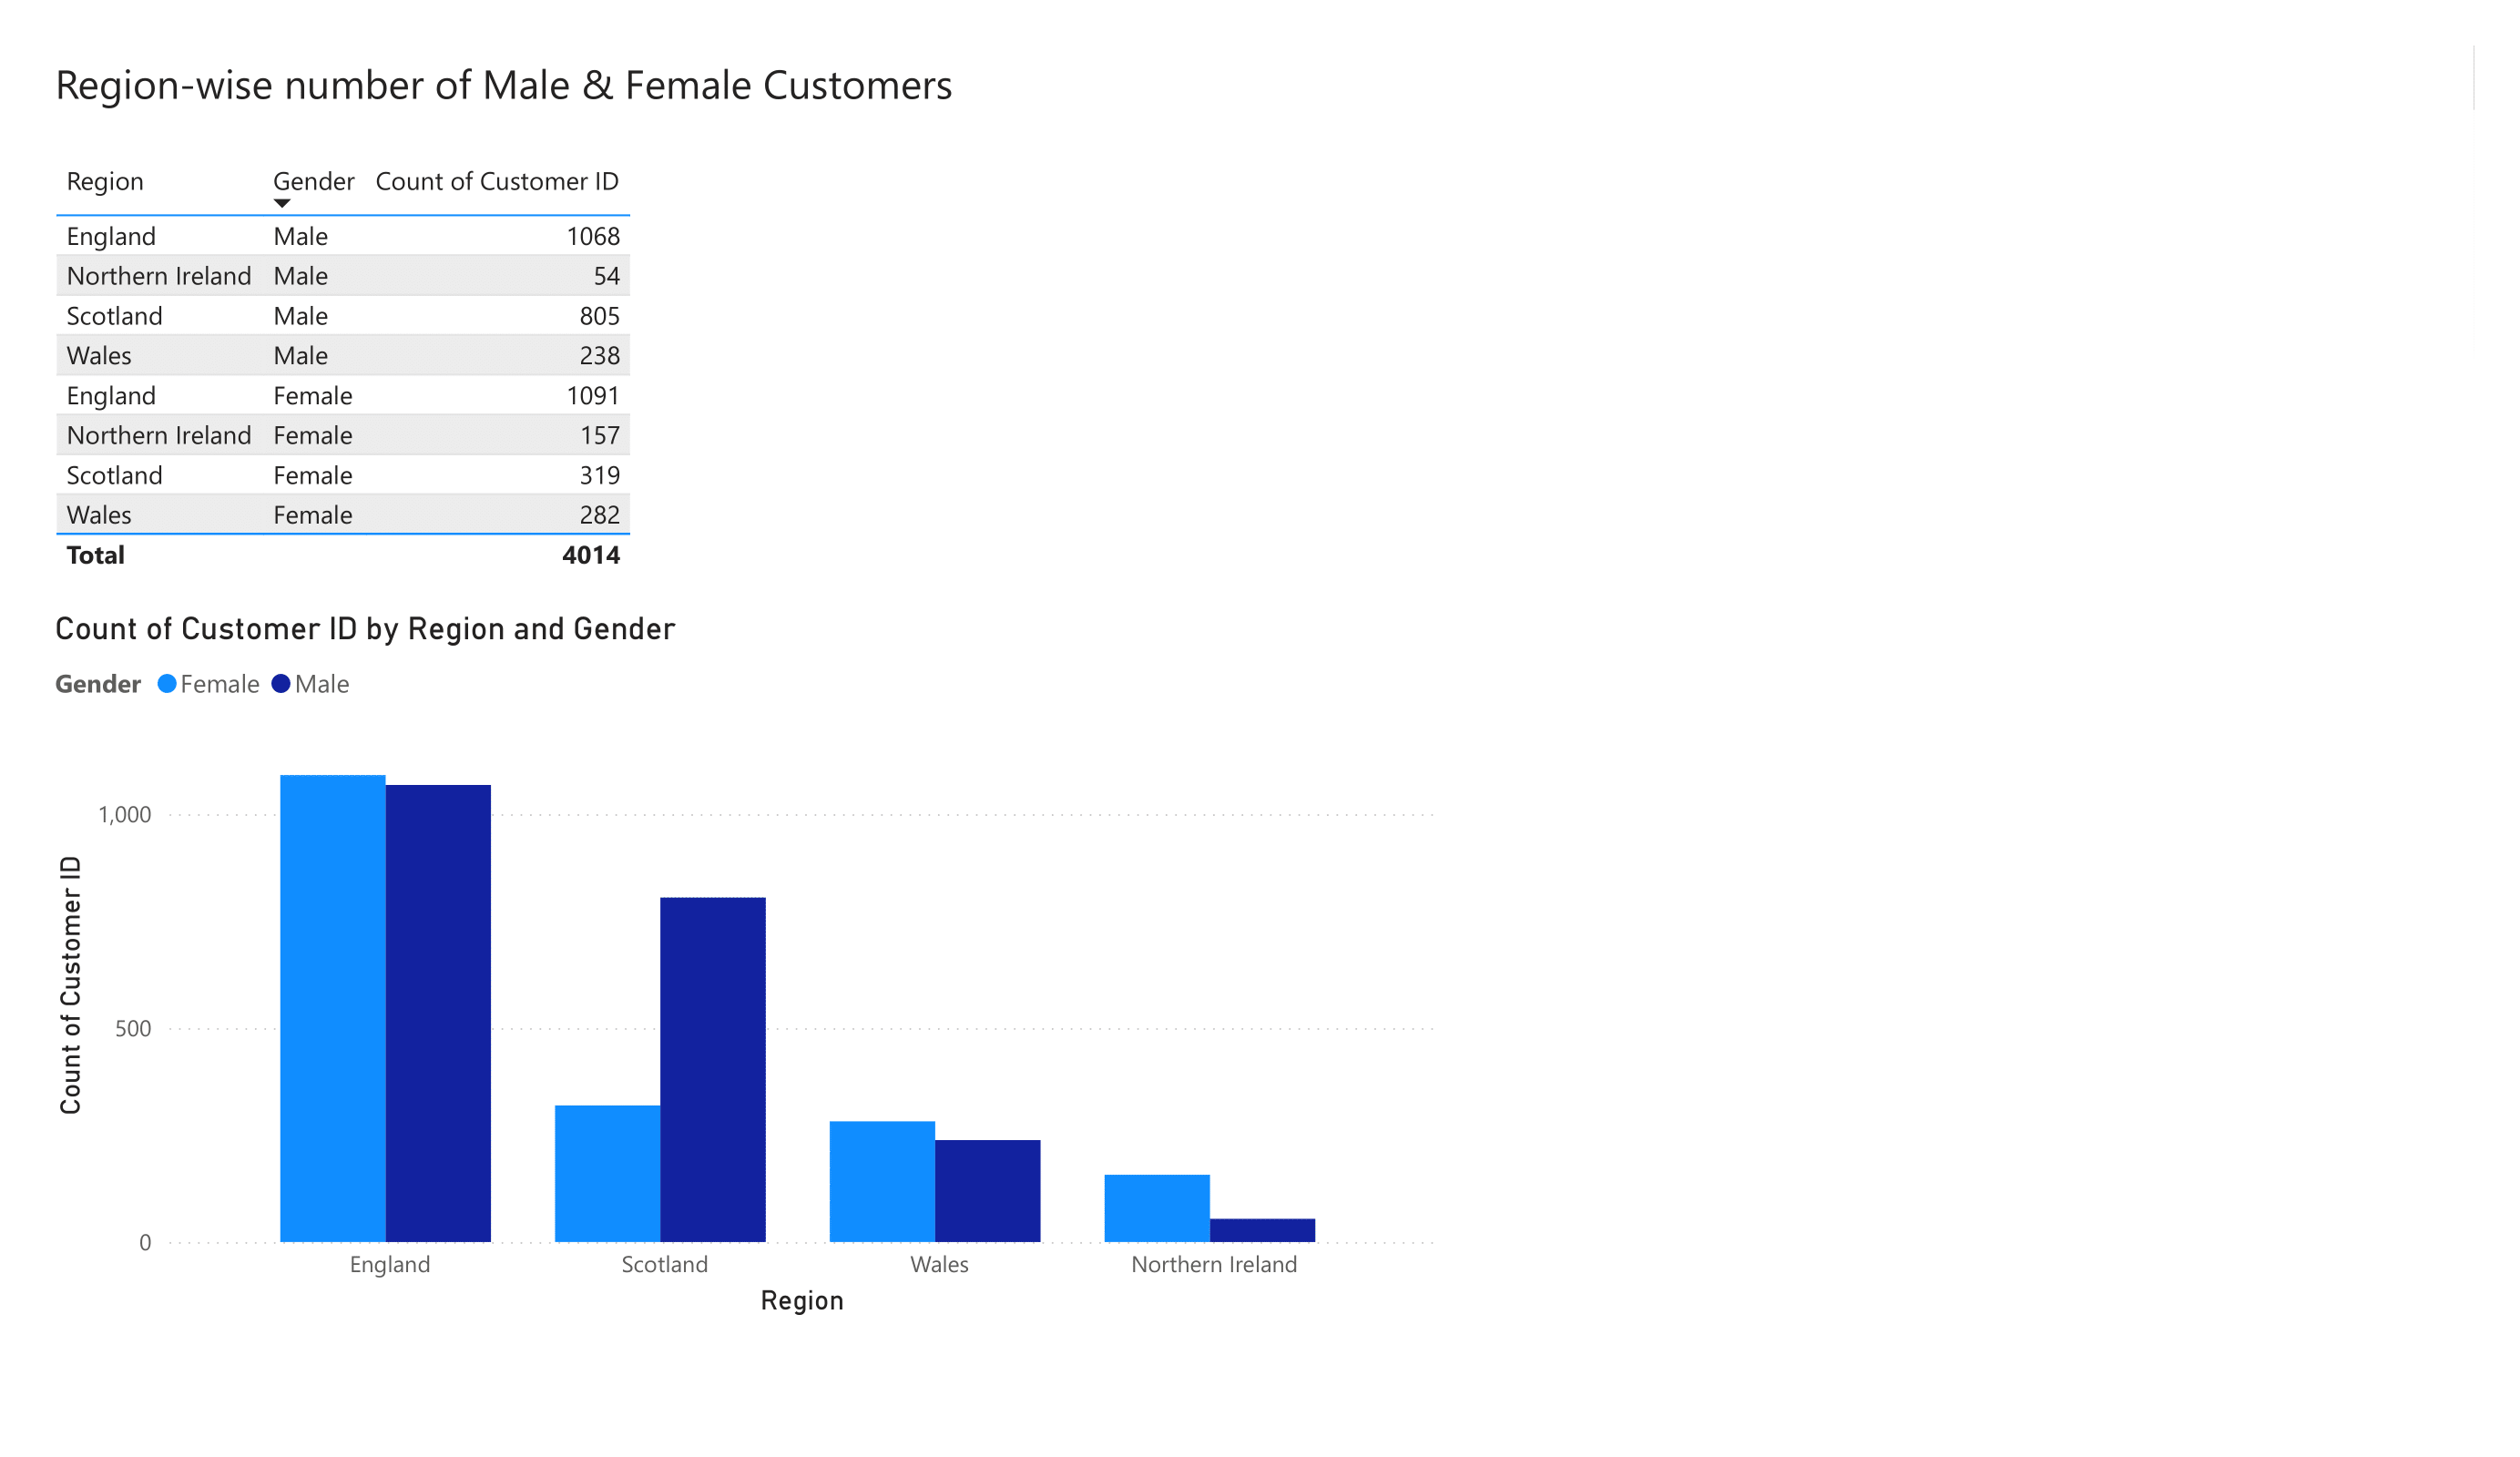 Region-wise number of Male & Female Customers
Region Gender Count of Customer ID
England Male 1068
Northern Ireland Male 54
Scotland Male 805
Wales Male 238
England Female 1091
Northern Ireland Female 157
Scotland Female 319
Wales Female 282
Total 4014
Count of Customer ID by Region and Gender
Gender Female Male
1,000
500
0
Count of Customer ID
England Scotland Wales Northern Ireland
Region